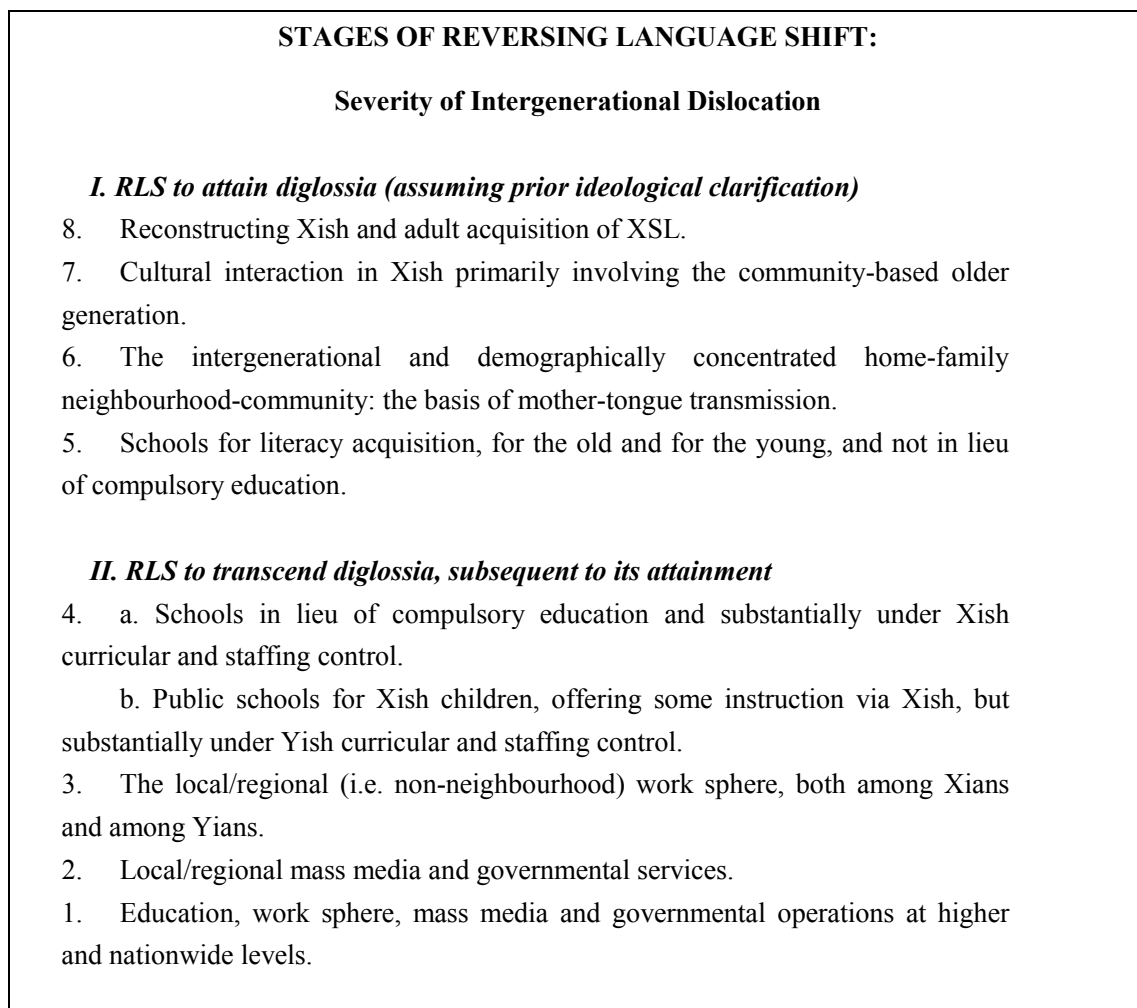 STAGES OF REVERSING LANGUAGE SHIFT:
Severity of Intergenerational Dislocation
I. RLS to attain diglossia (assuming prior ideological clarification)
8. Reconstructing Xish and adult acquisition of XSL.
7. Cultural interaction in Xish primarily involving the community-based older
generation.
6. The intergenerational and demographically concentrated home-family
neighbourhood-community: the basis of mother-tongue transmission.
5. Schools for literacy acquisition, for the old and for the young, and not in lieu
of compulsory education.
II. RLS to transcend diglossia, subsequent to its attainment
4. a. Schools in lieu of compulsory education and substantially under Xish
curricular and staffing control.
b. Public schools for Xish children, offering some instruction via Xish, but
substantially under Yish curricular and staffing control.
3. The local/regional (i.e. non-neighbourhood) work sphere, both among Xians
and among Yians.
2. Local/regional mass media and governmental services.
1. Education, work sphere, mass media and governmental operations at higher
and nationwide levels.